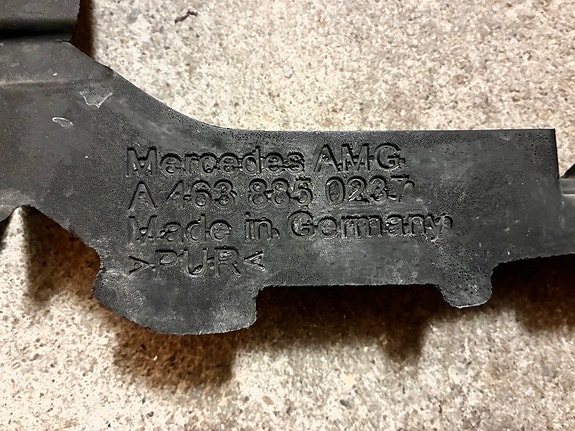 Mercedes AMG
A 463 885 0237
Made in Germany
>PUR<